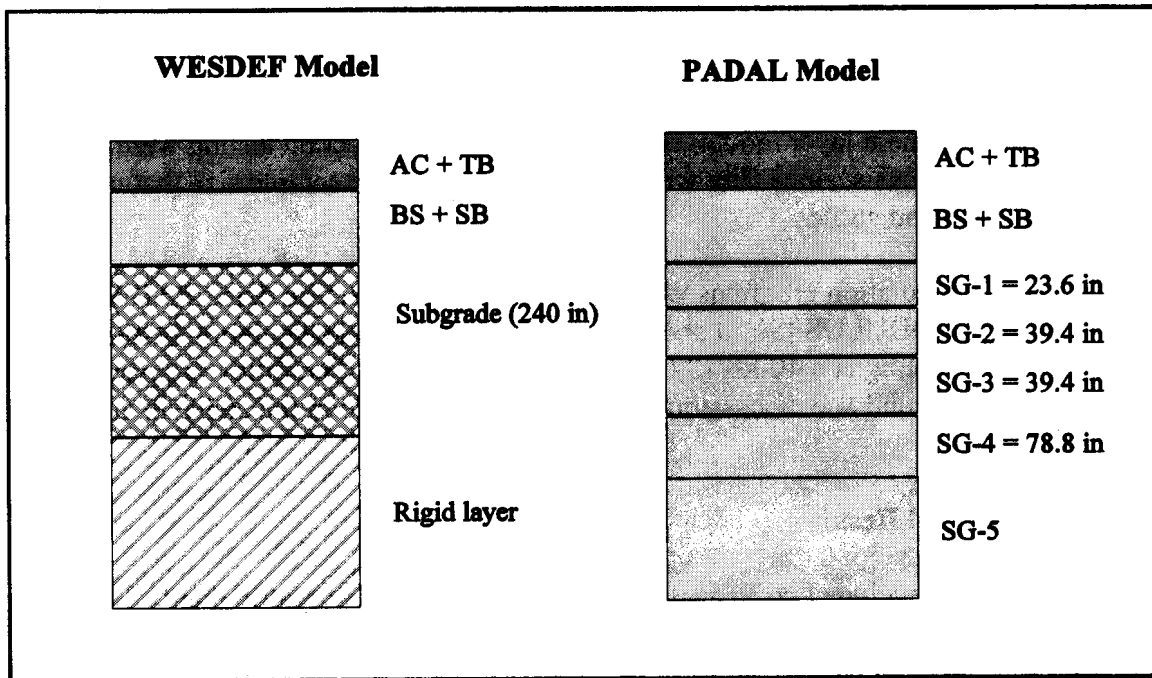 WESDEF Model
AC + TB
BS + SB
Subgrade (240 in)
Rigid layer
PADAL Model
AC + TB
BS + SB
SG-1 = 23.6 in
SG-2 = 39.4 in
SG-3 = 39.4 in
SG-4 = 78.8 in
SG-5